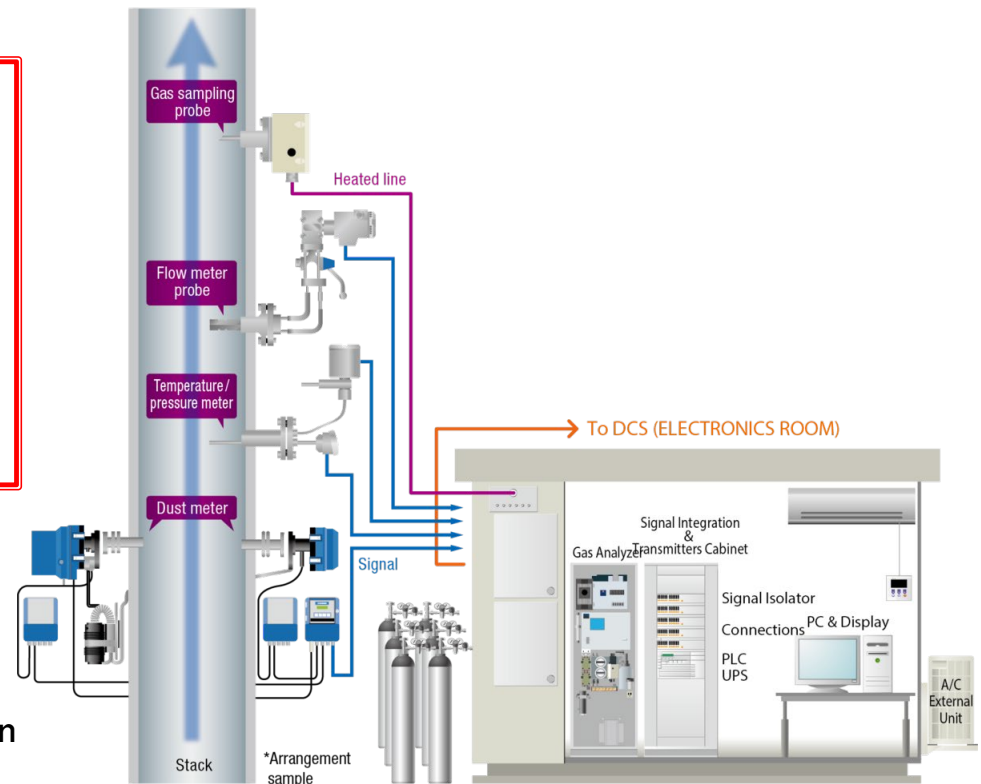 Gas sampling
probe
Heated line
Flow meter
probe
Temperature/
pressure meter
To DCS (ELECTRONICS ROOM)
Dust meter
Signal
Signal Integration
&
Transmitters Cabinet
Gas Analyzer
Signal Isolator
Connections
PC & Display
PLC
UPS
A/C
External
Unit
n
Stack
*Arrangement
sample